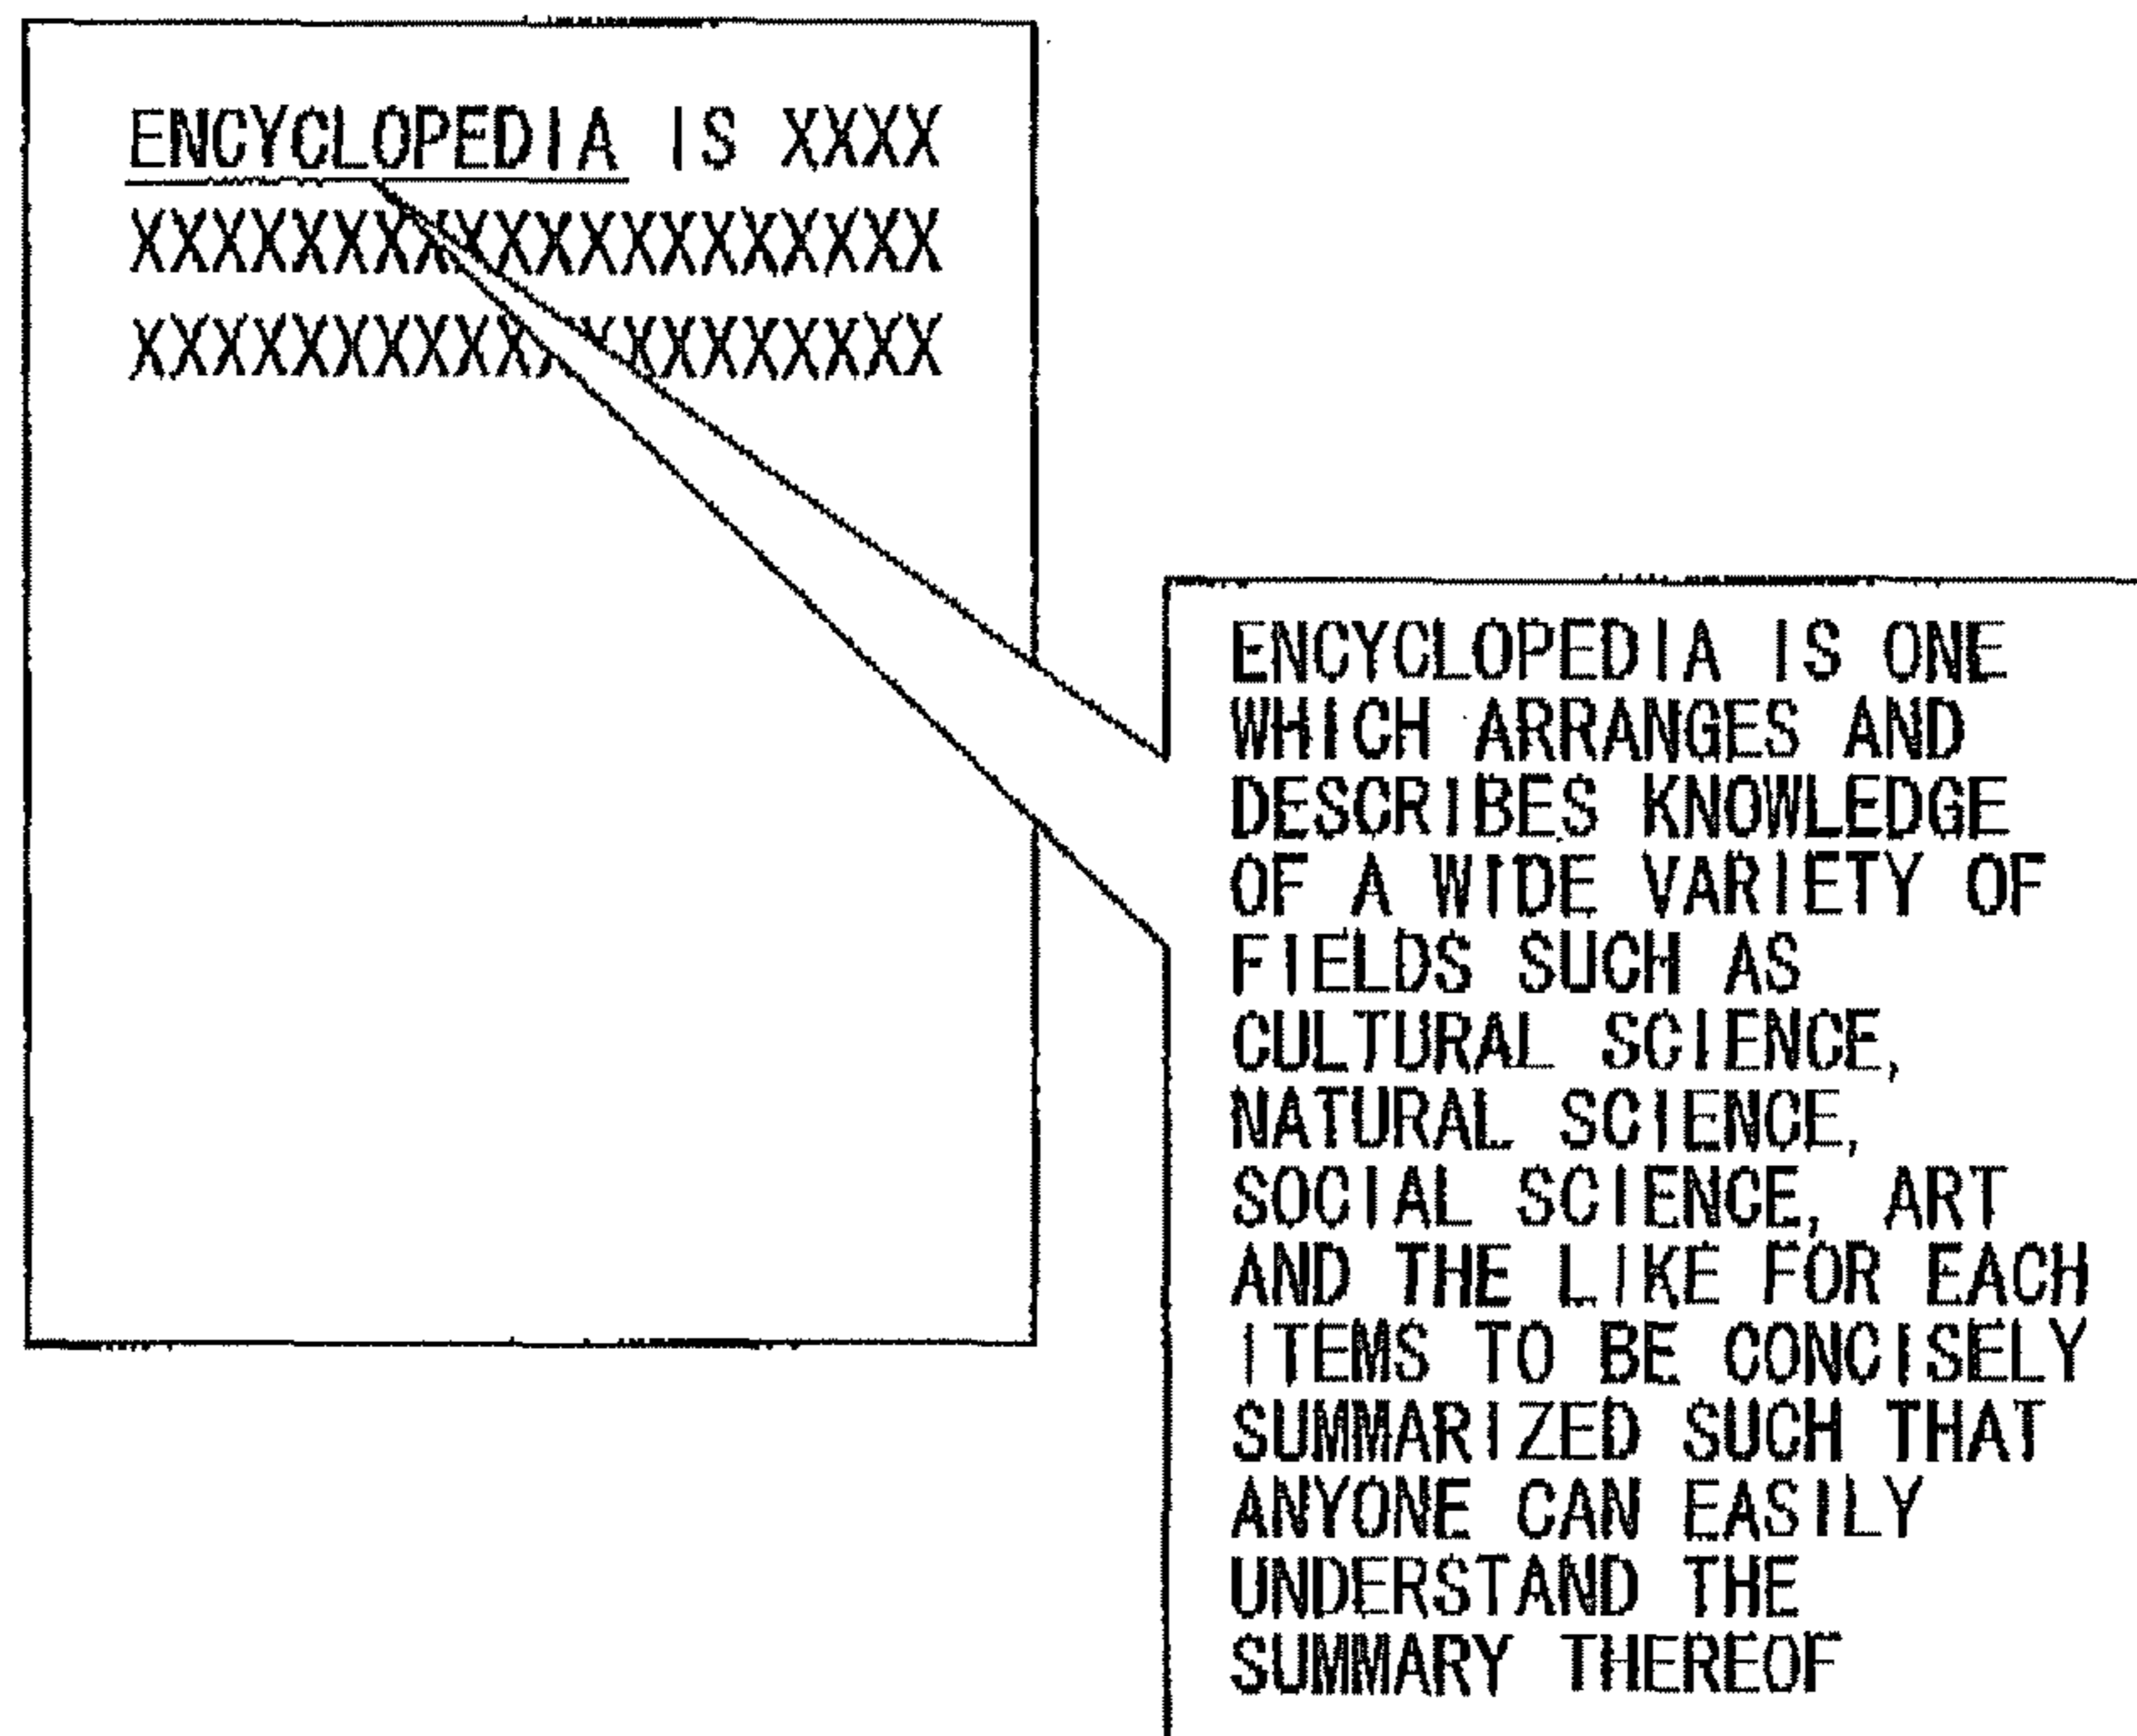 ENCYCLOPEDIA IS XXXX
XXXXXXXXXXXXXXXXXXXX
XXXXXXXXXXXXXXXXXXXX
ENCYCLOPEDIA IS ONE
WHICH ARRANGES AND
DESCRIBES KNOWLEDGE
OF A WIDE VARIETY OF
FIELDS SUCH AS
CULTURAL SCIENCE,
NATURAL SCIENCE,
SOCIAL SCIENCE, ART
AND THE LIKE FOR EACH
ITEMS TO BE CONCISELY
SUMMARIZED SUCH THAT
ANYONE CAN EASILY
UNDERSTAND THE
SUMMARY THEREOF